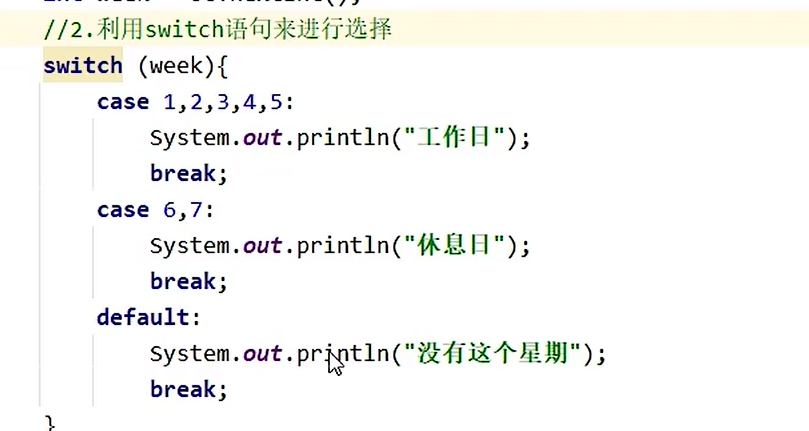 //2.利用switch语句来进行选择
switch (week){
case 1,2,3,4,5:
System.out.println("工作日");
break;
case 6,7:
System.out.println("休息日");
break;
default:
System.out.println("没有这个星期");
break;
}